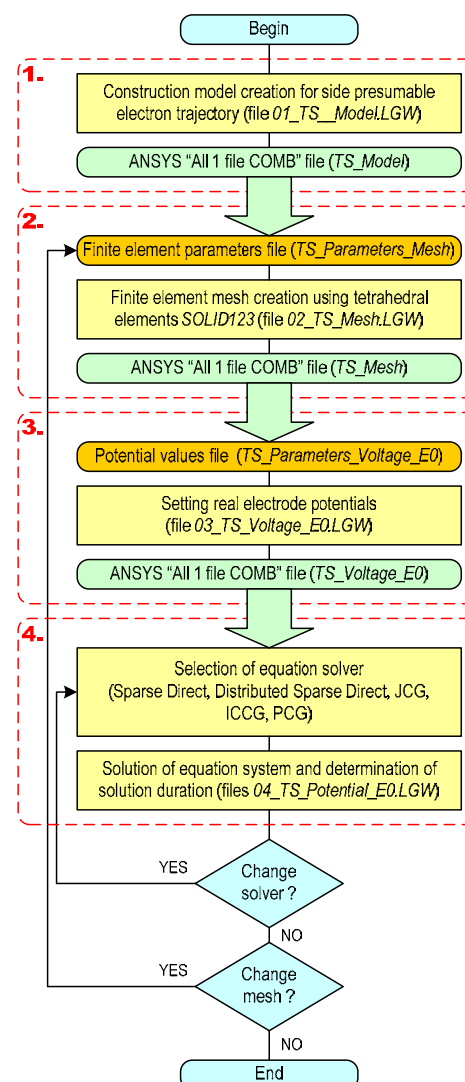 Begin
1.
Construction model creation for side presumable
electron trajectory (file 01_TS__Model.LGW)
ANSYS “All 1 file COMB” file (TS_Model)
2.
Finite element parameters file (TS_Parameters_Mesh)
Finite element mesh creation using tetrahedral
elements SOLID123 (file 02_TS_Mesh.LGW)
ANSYS “All 1 file COMB” file (TS_Mesh)
3.
Potential values file (TS_Parameters_Voltage_E0)
Setting real electrode potentials
(file 03_TS_Voltage_E0.LGW)
ANSYS “All 1 file COMB” file (TS_Voltage_E0)
4.
Selection of equation solver
(Sparse Direct, Distributed Sparse Direct, JCG,
ICCG, PCG)
Solution of equation system and determination of
solution duration (files 04_TS_Potential_E0.LGW)
YES
Change
solver ?
NO
YES
Change
mesh ?
NO
End